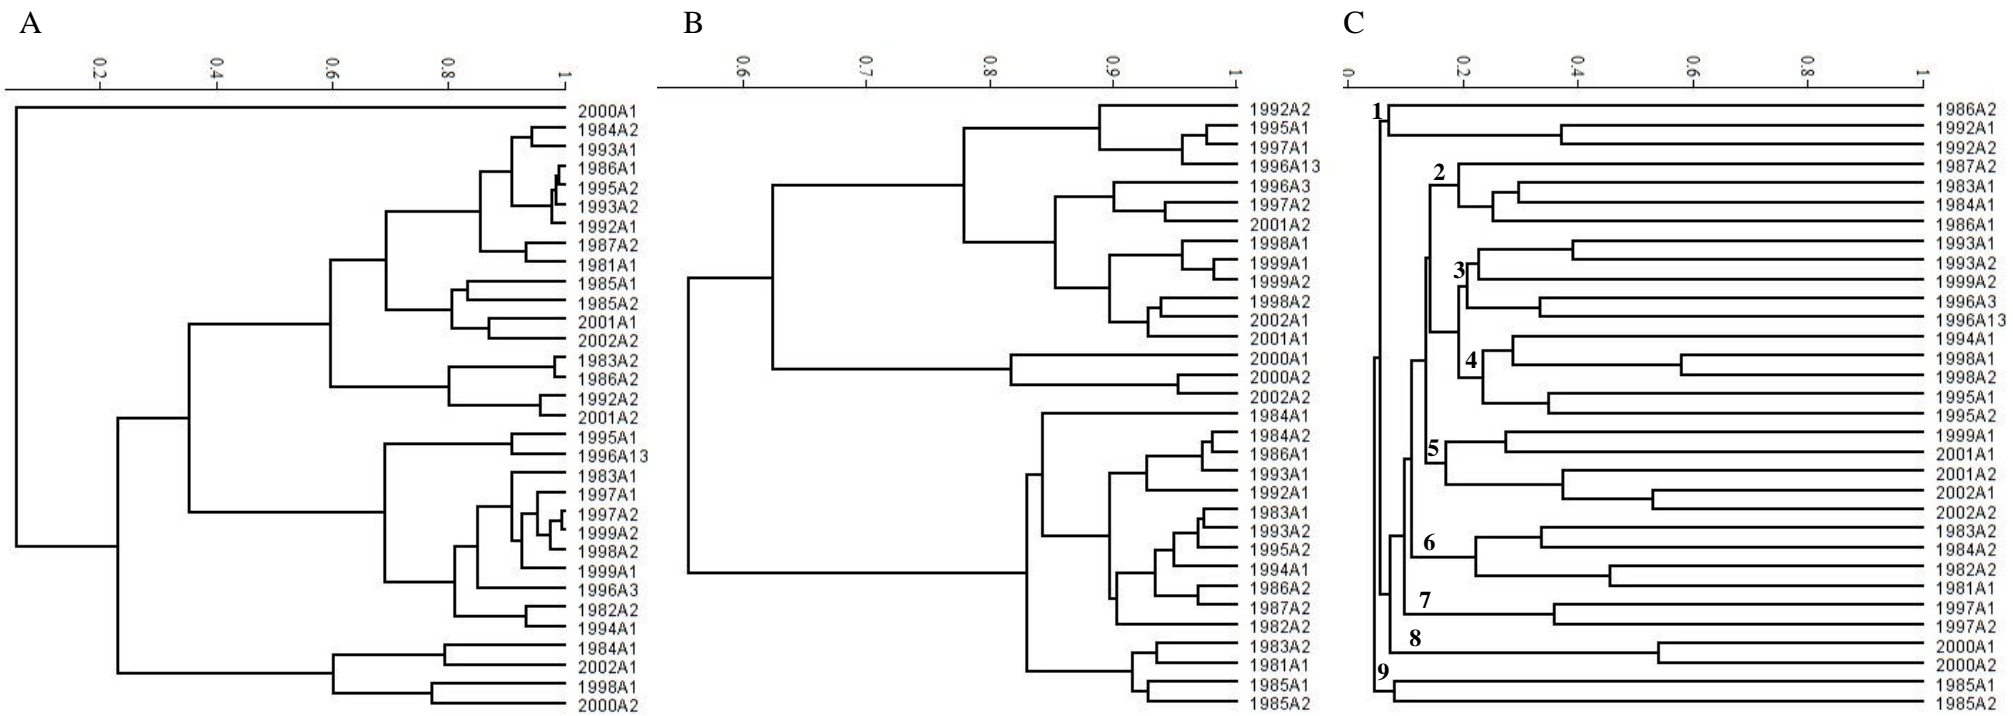 A
0.2
0.4
0.6
0.8
1
2000A1
1984A2
1993A1
1986A1
1995A2
1993A2
1992A1
1987A2
1981A1
1985A1
1985A2
2001A1
2002A2
1983A2
1986A2
1992A2
2001A2
1995A1
1996A13
1983A1
1997A1
1997A2
1999A2
1998A2
1999A1
1996A3
1982A2
1994A1
1984A1
2002A1
1998A1
2000A2
B
0.6
0.7
0.8
0.9
1
1992A2
1995A1
1997A1
1996A13
1996A3
1997A2
2001A2
1998A1
1999A1
1999A2
1998A2
2002A1
2001A1
2000A1
2000A2
2002A2
1984A1
1984A2
1986A1
1993A1
1992A1
1983A1
1993A2
1995A2
1994A1
1986A2
1987A2
1982A2
1983A2
1981A1
1985A1
1985A2
C
0
0.2
0.4
0.6
0.8
1
1
2
3
4
5
6
7
8
9
1986A2
1992A1
1992A2
1987A2
1983A1
1984A1
1986A1
1993A1
1993A2
1999A2
1996A3
1996A13
1994A1
1998A1
1998A2
1995A1
1995A2
1999A1
2001A1
2001A2
2002A1
2002A2
1983A2
1984A2
1982A2
1981A1
1997A1
1997A2
2000A1
2000A2
1985A1
1985A2